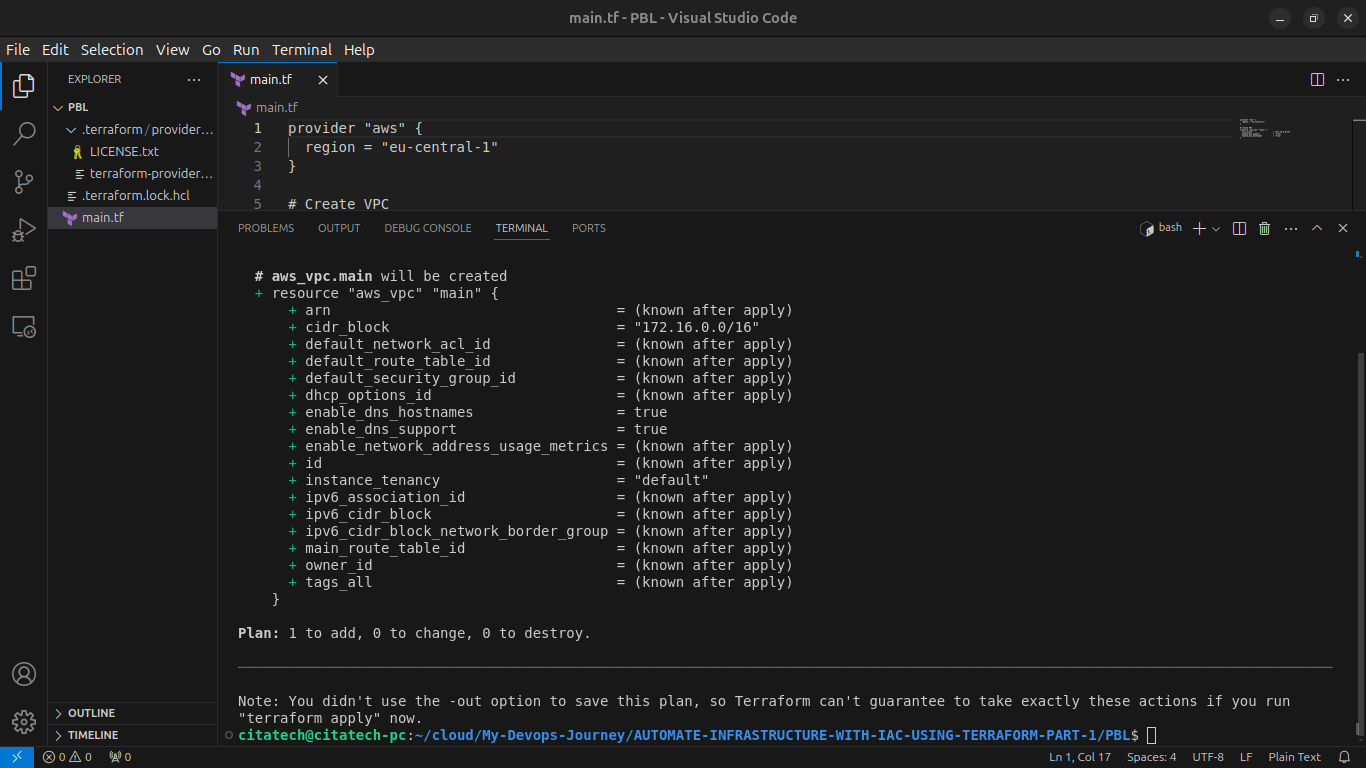 main.tf - PBL - Visual Studio Code
File Edit Selection View Go Run Terminal Help
EXPLORER
PBL
.terraform / provider...
LICENSE.txt
terraform-provider...
.terraform.lock.hcl
main.tf
OUTLINE
TIMELINE
main.tf
main.tf
1 provider "aws" {
2 region = "eu-central-1"
3 }
4
5 # Create VPC
PROBLEMS OUTPUT DEBUG CONSOLE TERMINAL PORTS
bash
# aws_vpc.main will be created
+ resource "aws_vpc" "main" {
+ arn = (known after apply)
+ cidr_block = "172.16.0.0/16"
+ default_network_acl_id = (known after apply)
+ default_route_table_id = (known after apply)
+ default_security_group_id = (known after apply)
+ dhcp_options_id = (known after apply)
+ enable_dns_hostnames = true
+ enable_dns_support = true
+ enable_network_address_usage_metrics = (known after apply)
+ id = (known after apply)
+ instance_tenancy = "default"
+ ipv6_association_id = (known after apply)
+ ipv6_cidr_block = (known after apply)
+ ipv6_cidr_block_network_border_group = (known after apply)
+ main_route_table_id = (known after apply)
+ owner_id = (known after apply)
+ tags_all = (known after apply)
}
Plan: 1 to add, 0 to change, 0 to destroy.
Note: You didn't use the -out option to save this plan, so Terraform can't guarantee to take exactly these actions if you run
"terraform apply" now.
citatech@citatech-pc:~/cloud/My-Devops-Journey/AUTOMATE-INFRASTRUCTURE-WITH-IAC-USING-TERRAFORM-PART-1/PBL$
0 0 0 Ln 1, Col 17 Spaces: 4 UTF-8 LF Plain Text